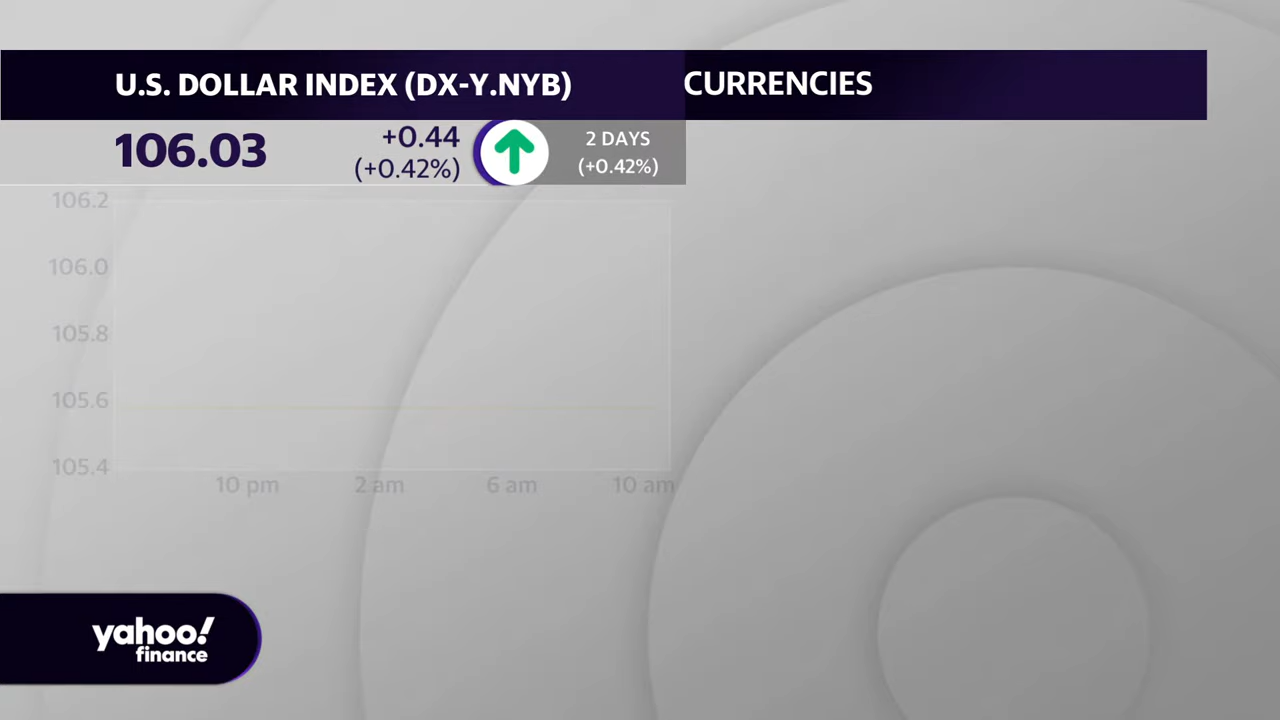 U.S. DOLLAR INDEX (DX-Y.NYB)
CURRENCIES
106.03
+0.44
(+0.42%)
2 DAYS
(+0.42%)
106.2
106.0
105.8
105.6
105.4
10 pm 2 am 6 am 10 am
yahoo!
finance